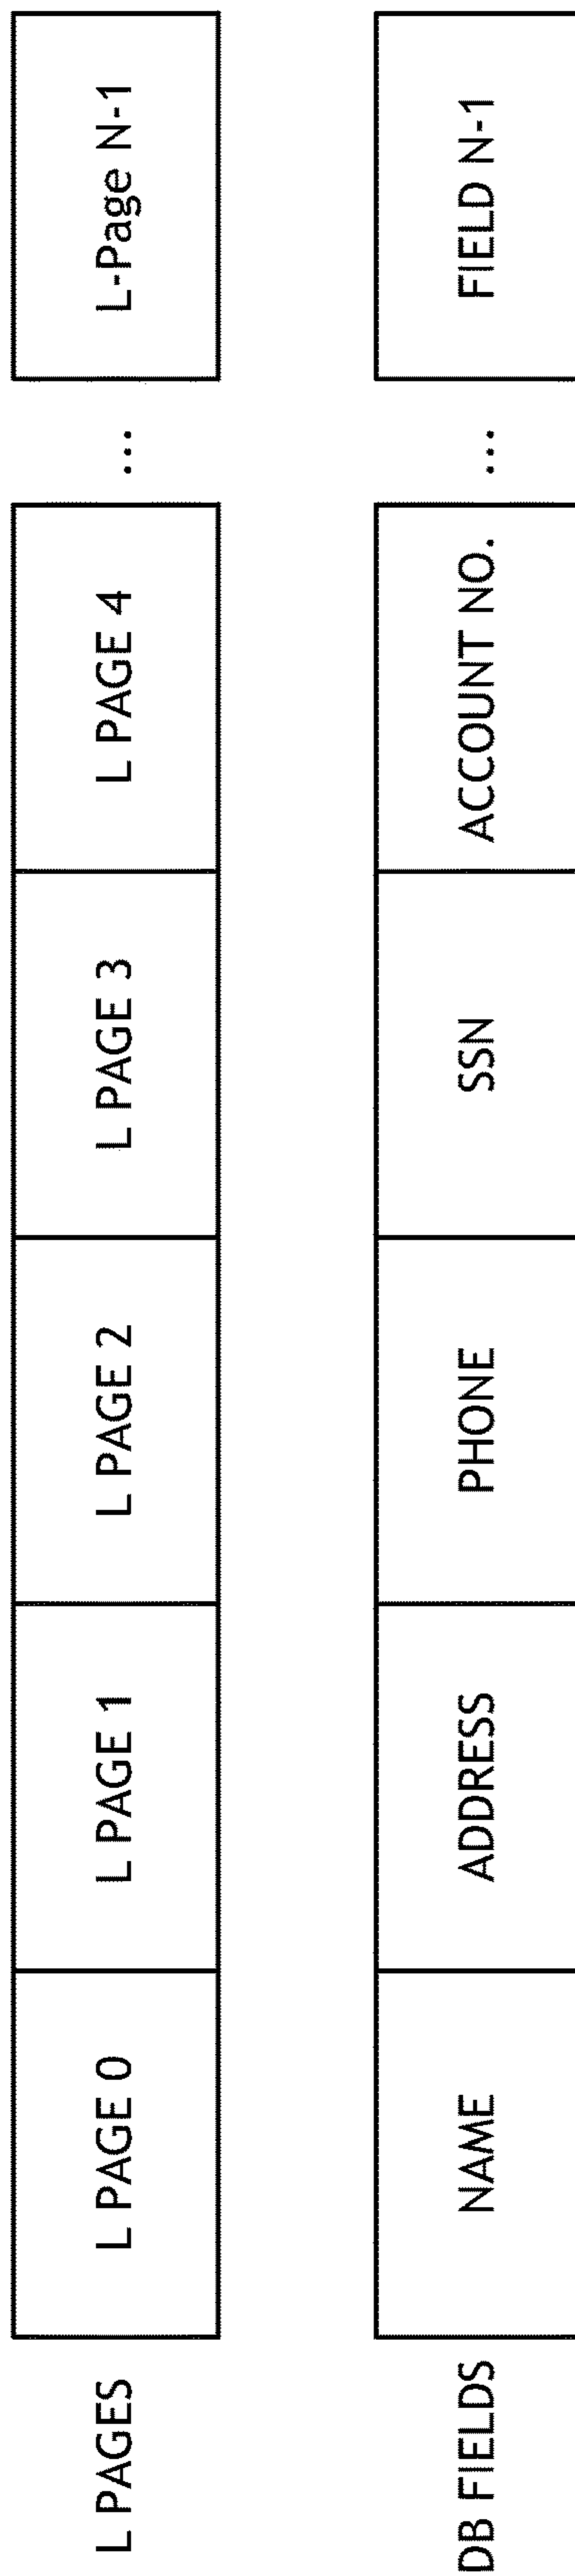 L PAGES
L PAGE 0
L PAGE 1
L PAGE 2
L PAGE 3
L PAGE 4
...
L-Page N-1
DB FIELDS
NAME
ADDRESS
PHONE
SSN
ACCOUNT NO.
...
FIELD N-1